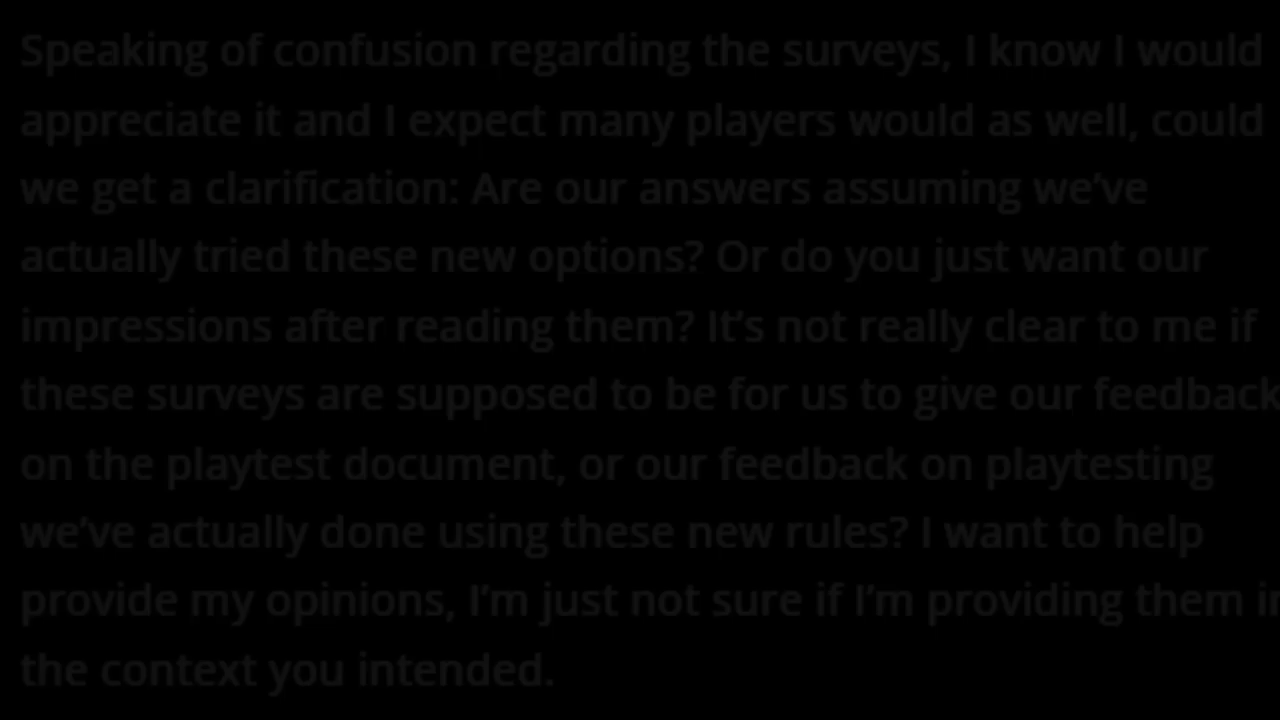 Speaking of confusion regarding the surveys, I know I would
appreciate it and I expect many players would as well, could
we get a clarification: Are our answers assuming we’ve
actually tried these new options? Or do you just want our
impressions after reading them? It’s not really clear to me if
these surveys are supposed to be for us to give our feedback
on the playtest document, or our feedback on playtesting
we’ve actually done using these new rules? I want to help
provide my opinions, I’m just not sure if I’m providing them in
the context you intended.